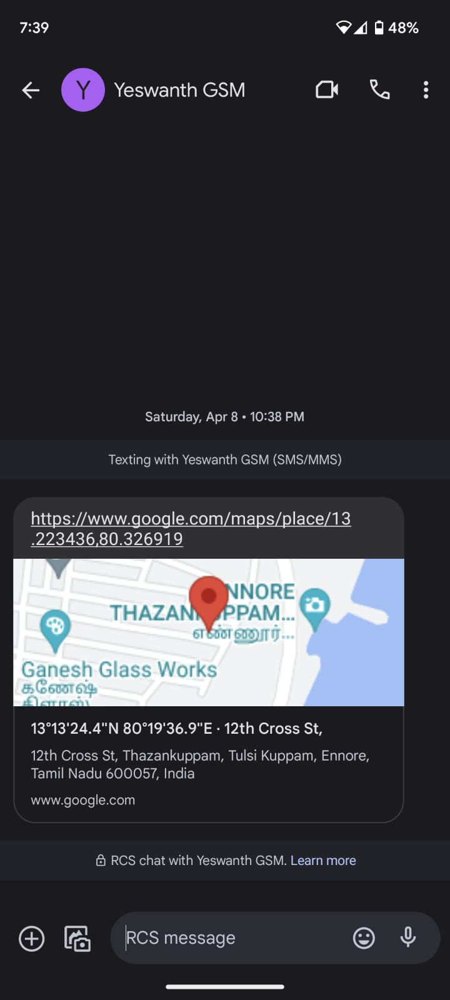 7:39
48%
Y
Yeswanth GSM
Saturday, Apr 8 • 10:38 PM
Texting with Yeswanth GSM (SMS/MMS)
https://www.google.com/maps/place/13
.223436,80.326919
NNORE
THAZAN PPAM...
எண்ணூர்...
Ganesh Glass Works
கணேஷ்
13°13'24.4"N 80°19'36.9"E · 12th Cross St,
12th Cross St, Thazankuppam, Tulsi Kuppam, Ennore,
Tamil Nadu 600057, India
www.google.com
RCS chat with Yeswanth GSM. Learn more
RCS message